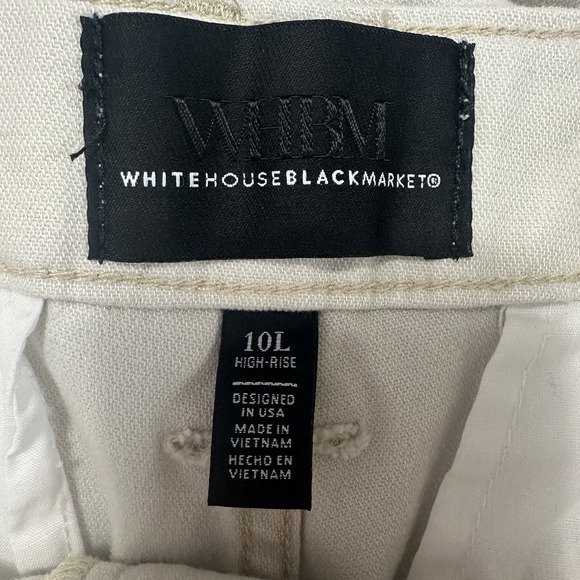 WHBM
WHITEHOUSEBLACKMARKET®
10L
HIGH-RISE
DESIGNED
IN USA
MADE IN
VIETNAM
HECHO EN
VIETNAM